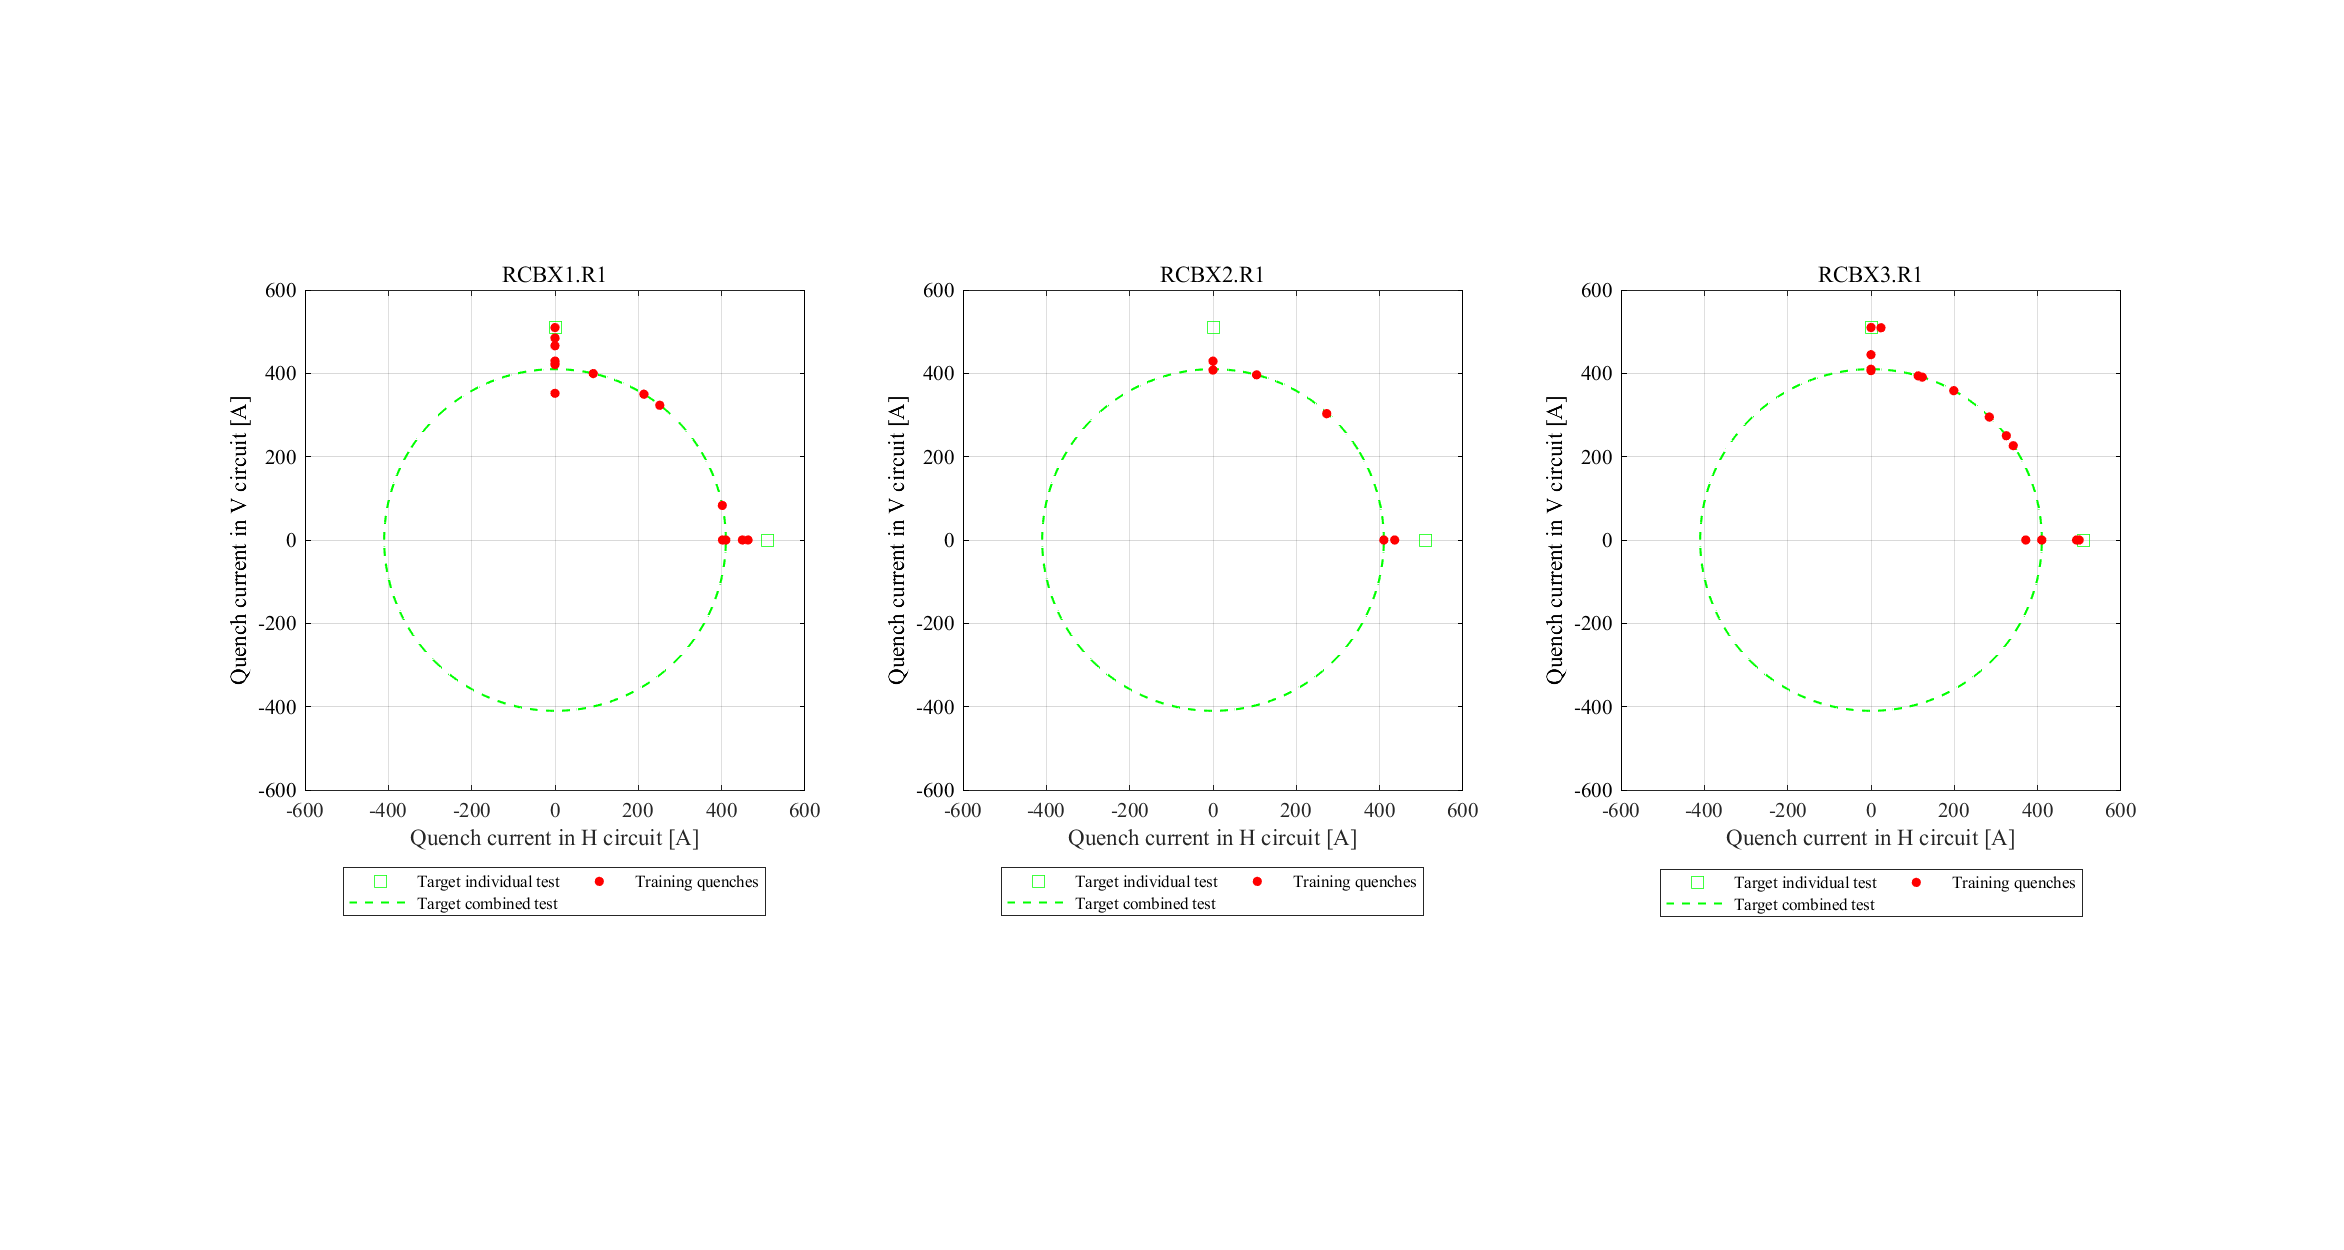 RCBX1.R1
600
400
200
0
-200
-400
-600
-600 -400 -200 0 200 400 600
Quench current in V circuit [A]
Quench current in H circuit [A]
Target individual test Training quenches
Target combined test
RCBX2.R1
600
400
200
0
-200
-400
-600
-600 -400 -200 0 200 400 600
Quench current in V circuit [A]
Quench current in H circuit [A]
Target individual test Training quenches
Target combined test
RCBX3.R1
600
400
200
0
-200
-400
-600
-600 -400 -200 0 200 400 600
Quench current in V circuit [A]
Quench current in H circuit [A]
Target individual test Training quenches
Target combined test